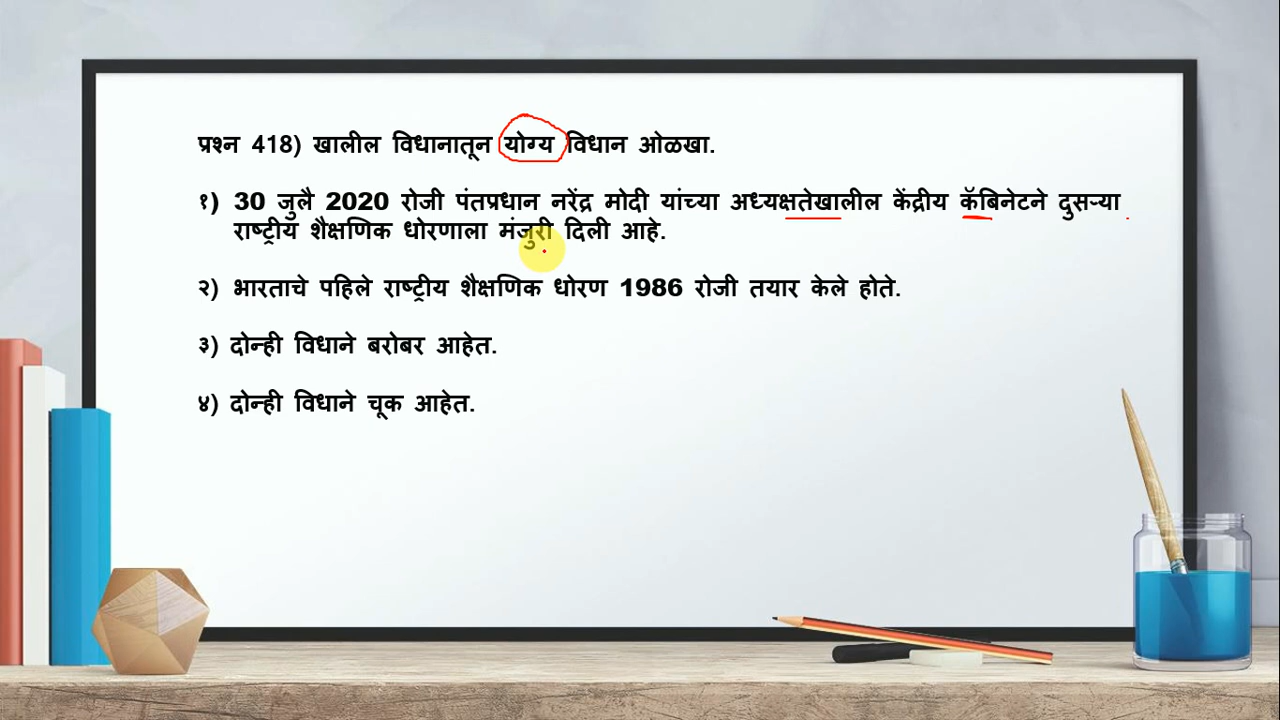 प्रश्न 418) खालील विधानातून योग्य विधान ओळखा.
१) 30 जुलै 2020 रोजी पंतप्रधान नरेंद्र मोदी यांच्या अध्यक्षतेखालील केंद्रीय कॅबिनेटने दुसऱ्या
राष्ट्रीय शैक्षणिक धोरणाला मंजुरी दिली आहे.
२) भारताचे पहिले राष्ट्रीय शैक्षणिक धोरण 1986 रोजी तयार केले होते.
३) दोन्ही विधाने बरोबर आहेत.
४) दोन्ही विधाने चूक आहेत.